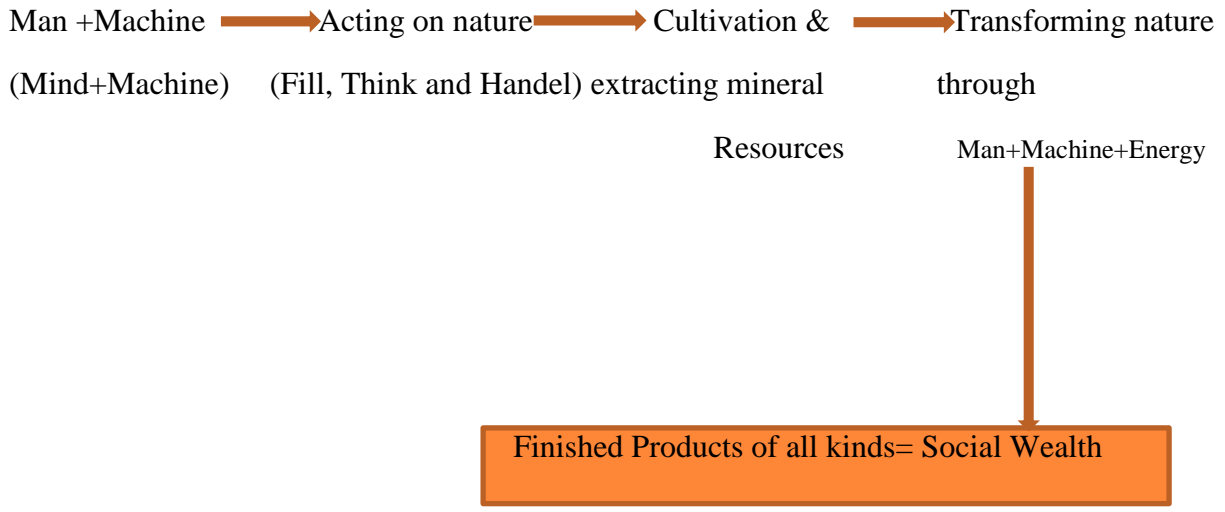 Man +Machine Acting on nature Cultivation & Transforming nature
(Mind+Machine) (Fill, Think and Handel) extracting mineral through
Resources Man+Machine+Energy
Finished Products of all kinds= Social Wealth